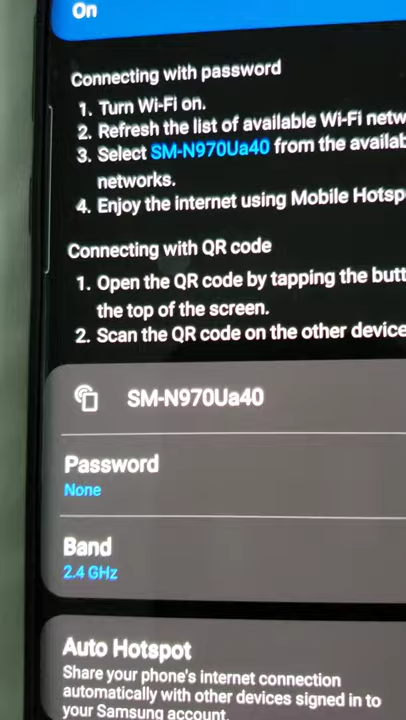 On
Connecting with password
1. Turn Wi-Fi on.
2. Refresh the list of available Wi-Fi netw
3. Select SM-N970Ua40 from the availab
networks.
4. Enjoy the internet using Mobile Hotsp
Connecting with QR code
1. Open the QR code by tapping the butt
the top of the screen.
2. Scan the QR code on the other device
SM-N970Ua40
Password
None
Band
2.4 GHz
Auto Hotspot
Share your phone's internet connection
automatically with other devices signed in to
your Samsung account.